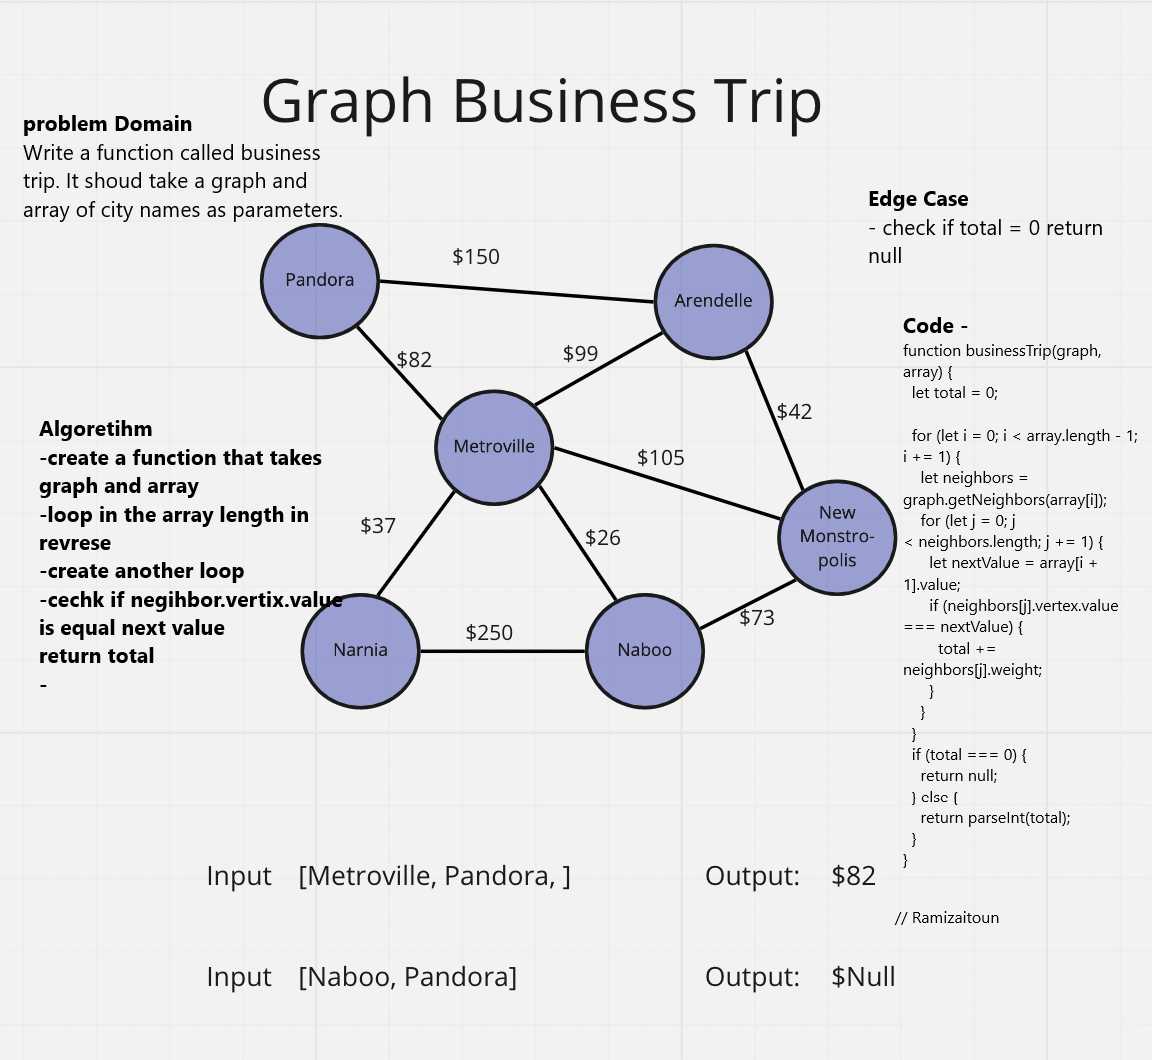 Graph Business Trip
problem Domain
Write a function called business
trip. It shoud take a graph and
array of city names as parameters.
Edge Case
- check if total = 0 return
null
Pandora
$150
Arendelle
$82
$99
$42
Metroville
$105
New
Monstro-
polis
$37
$26
$73
Narnia
$250
Naboo
Algoretihm
-create a function that takes
graph and array
-loop in the array length in
revrese
-create another loop
-cechk if negihbor.vertix.value
is equal next value
return total
-
Code -
function businessTrip(graph,
array) {
let total = 0;
for (let i = 0; i < array.length - 1;
i += 1) {
let neighbors =
graph.getNeighbors(array[i]);
for (let j = 0; j
< neighbors.length; j += 1) {
let nextValue = array[i +
1].value;
if (neighbors[j].vertex.value
=== nextValue) {
total +=
neighbors[j].weight;
}
}
}
if (total === 0) {
return null;
} else {
return parseInt(total);
}
}
// Ramizaitoun
Input [Metroville, Pandora, ] Output: $82
Input [Naboo, Pandora] Output: $Null